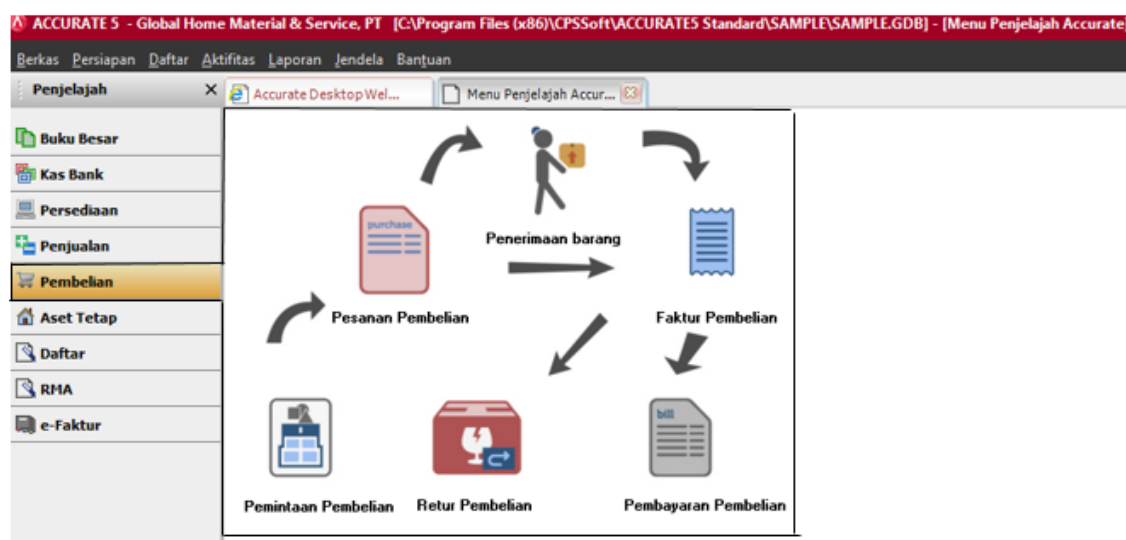 ACCURATE 5 - Global Home Material & Service, PT [C:\Program Files (x86)\CPSSoft\ACCURATE5 Standard\SAMPLE\SAMPLE.GDB] - [Menu Penjelajah Accurate]
Berkas Persiapan Daftar Aktifitas Laporan Jendela Bantuan
Penjelajah X Accurate Desktop Wel... Menu Penjelajah Accur...
Buku Besar
Kas Bank
Persediaan
Penjualan
Pembelian
Aset Tetap
Daftar
RMA
e-Faktur
purchase
Penerimaan barang
Pesanan Pembelian
Faktur Pembelian
bill
Pemintaan Pembelian
Retur Pembelian
Pembayaran Pembelian